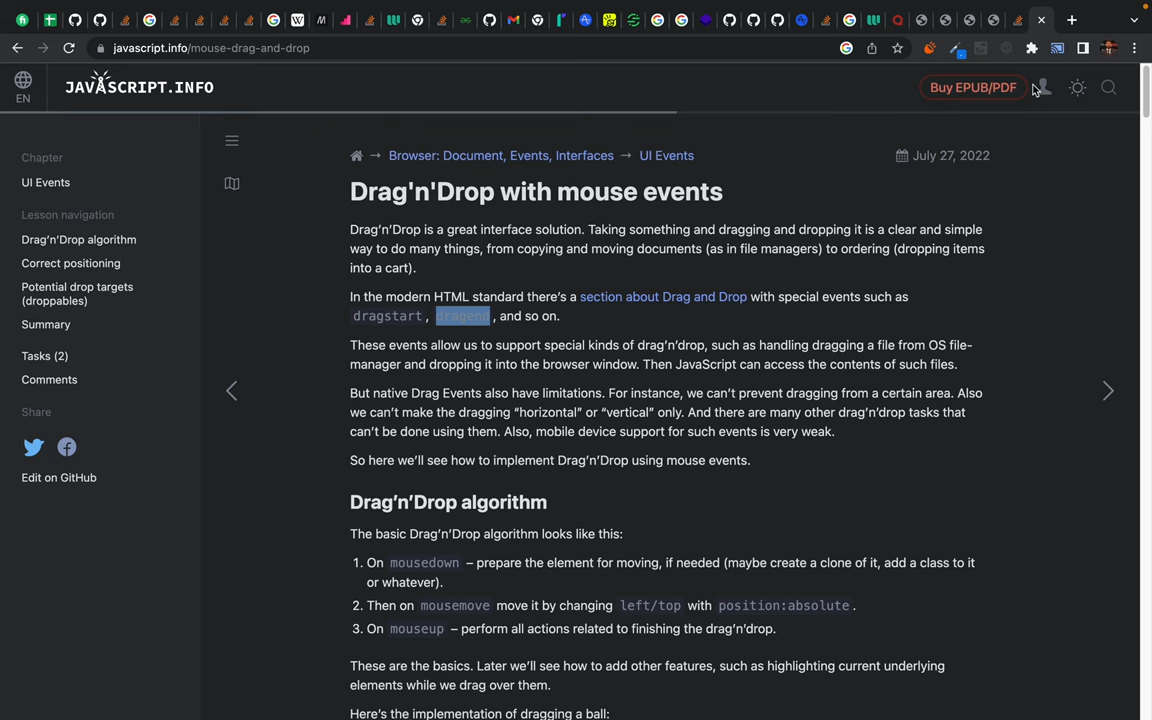 javascript.info/mouse-drag-and-drop
EN
JAVASCRIPT.INFO
Buy EPUB/PDF
Chapter
UI Events
Lesson navigation
Drag'n'Drop algorithm
Correct positioning
Potential drop targets
(droppables)
Summary
Tasks (2)
Comments
Share
Edit on GitHub
Browser: Document, Events, Interfaces → UI Events
July 27, 2022
Drag'n'Drop with mouse events
Drag’n’Drop is a great interface solution. Taking something and dragging and dropping it is a clear and simple
way to do many things, from copying and moving documents (as in file managers) to ordering (dropping items
into a cart).
In the modern HTML standard there’s a section about Drag and Drop with special events such as
dragstart, dragend, and so on.
These events allow us to support special kinds of drag’n’drop, such as handling dragging a file from OS file-
manager and dropping it into the browser window. Then JavaScript can access the contents of such files.
But native Drag Events also have limitations. For instance, we can’t prevent dragging from a certain area. Also
we can’t make the dragging “horizontal” or “vertical” only. And there are many other drag’n’drop tasks that
can’t be done using them. Also, mobile device support for such events is very weak.
So here we’ll see how to implement Drag’n’Drop using mouse events.
Drag’n’Drop algorithm
The basic Drag’n’Drop algorithm looks like this:
1. On mousedown – prepare the element for moving, if needed (maybe create a clone of it, add a class to it
or whatever).
2. Then on mousemove move it by changing left/top with position:absolute.
3. On mouseup – perform all actions related to finishing the drag’n’drop.
These are the basics. Later we’ll see how to add other features, such as highlighting current underlying
elements while we drag over them.
Here’s the implementation of dragging a ball: